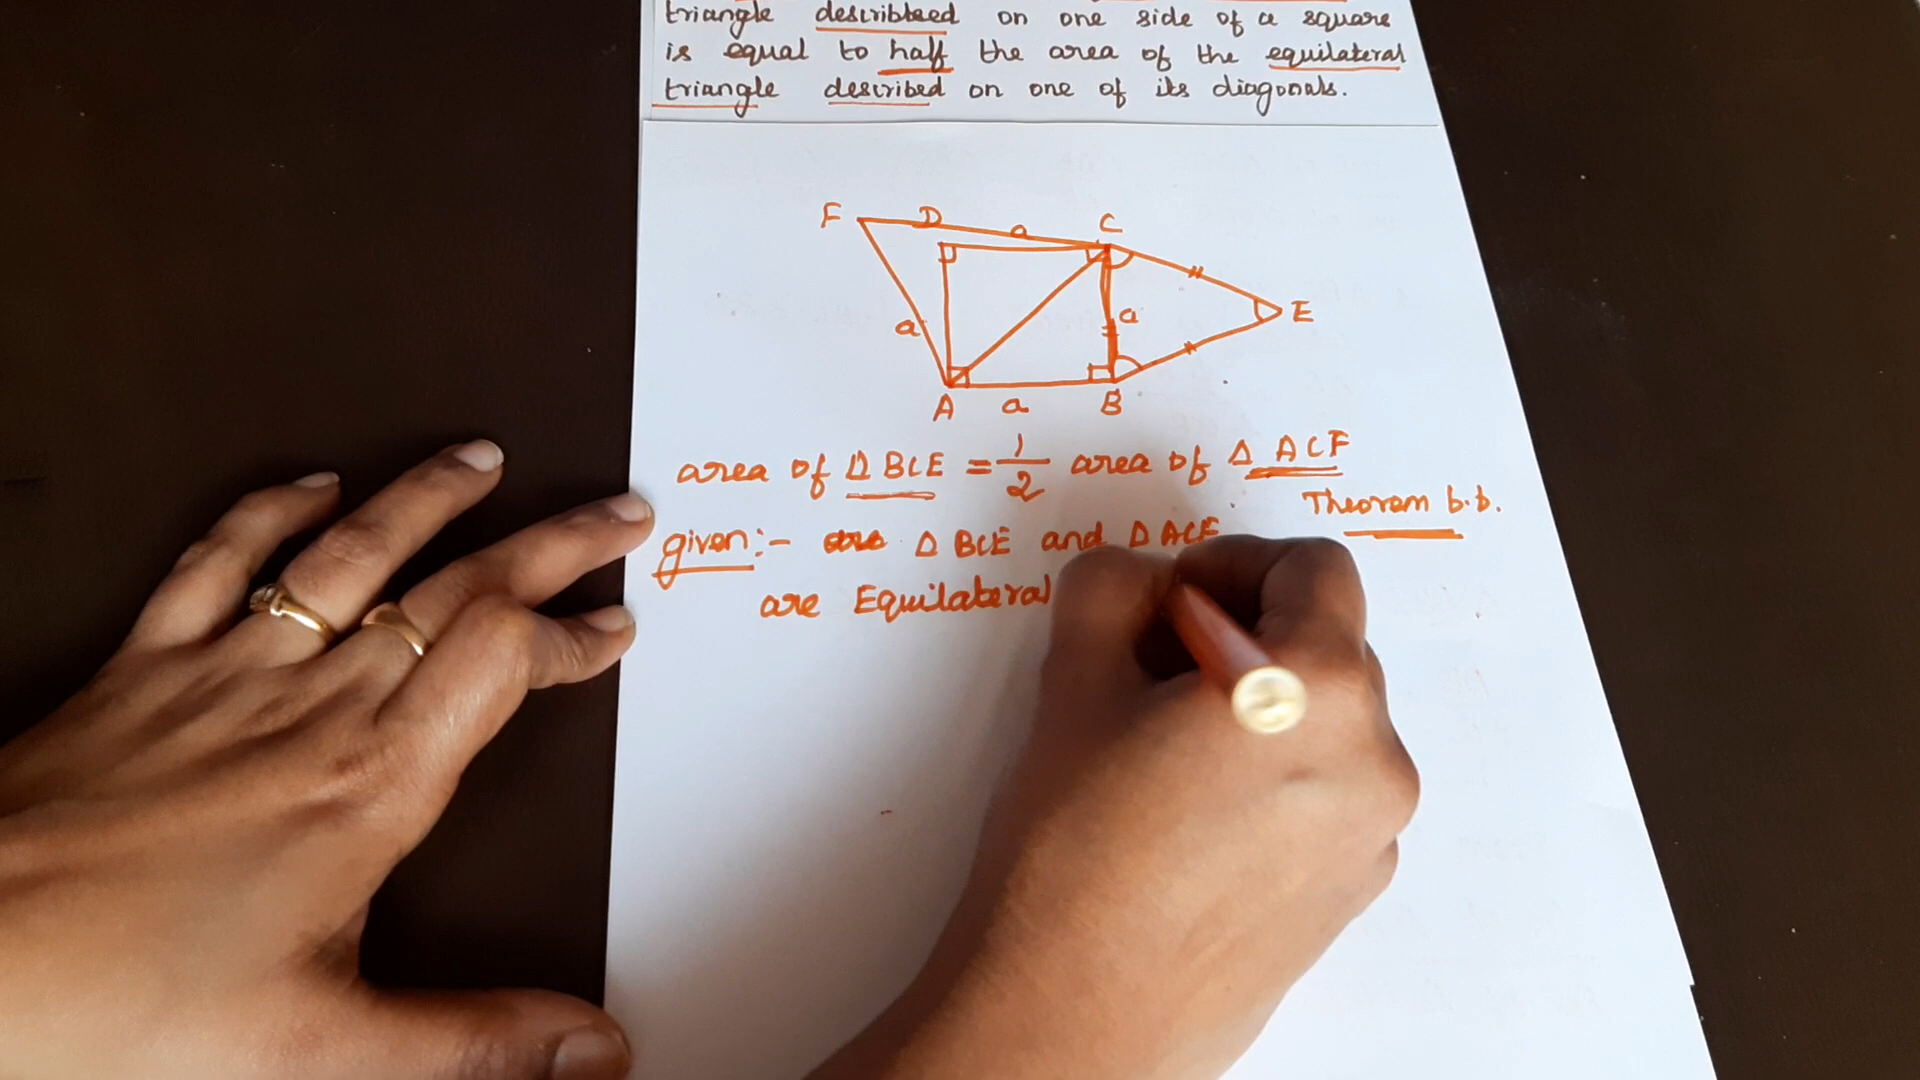 triangle describbed on one side of a square
is equal to half the area of the equilateral
triangle described on one of its diagonals.
F D a C
a a E
A a B
area of Δ BCE = 1/2 area of Δ ACF
Theorem 6.6.
given:- are Δ BCE and Δ ACF
are Equilateral